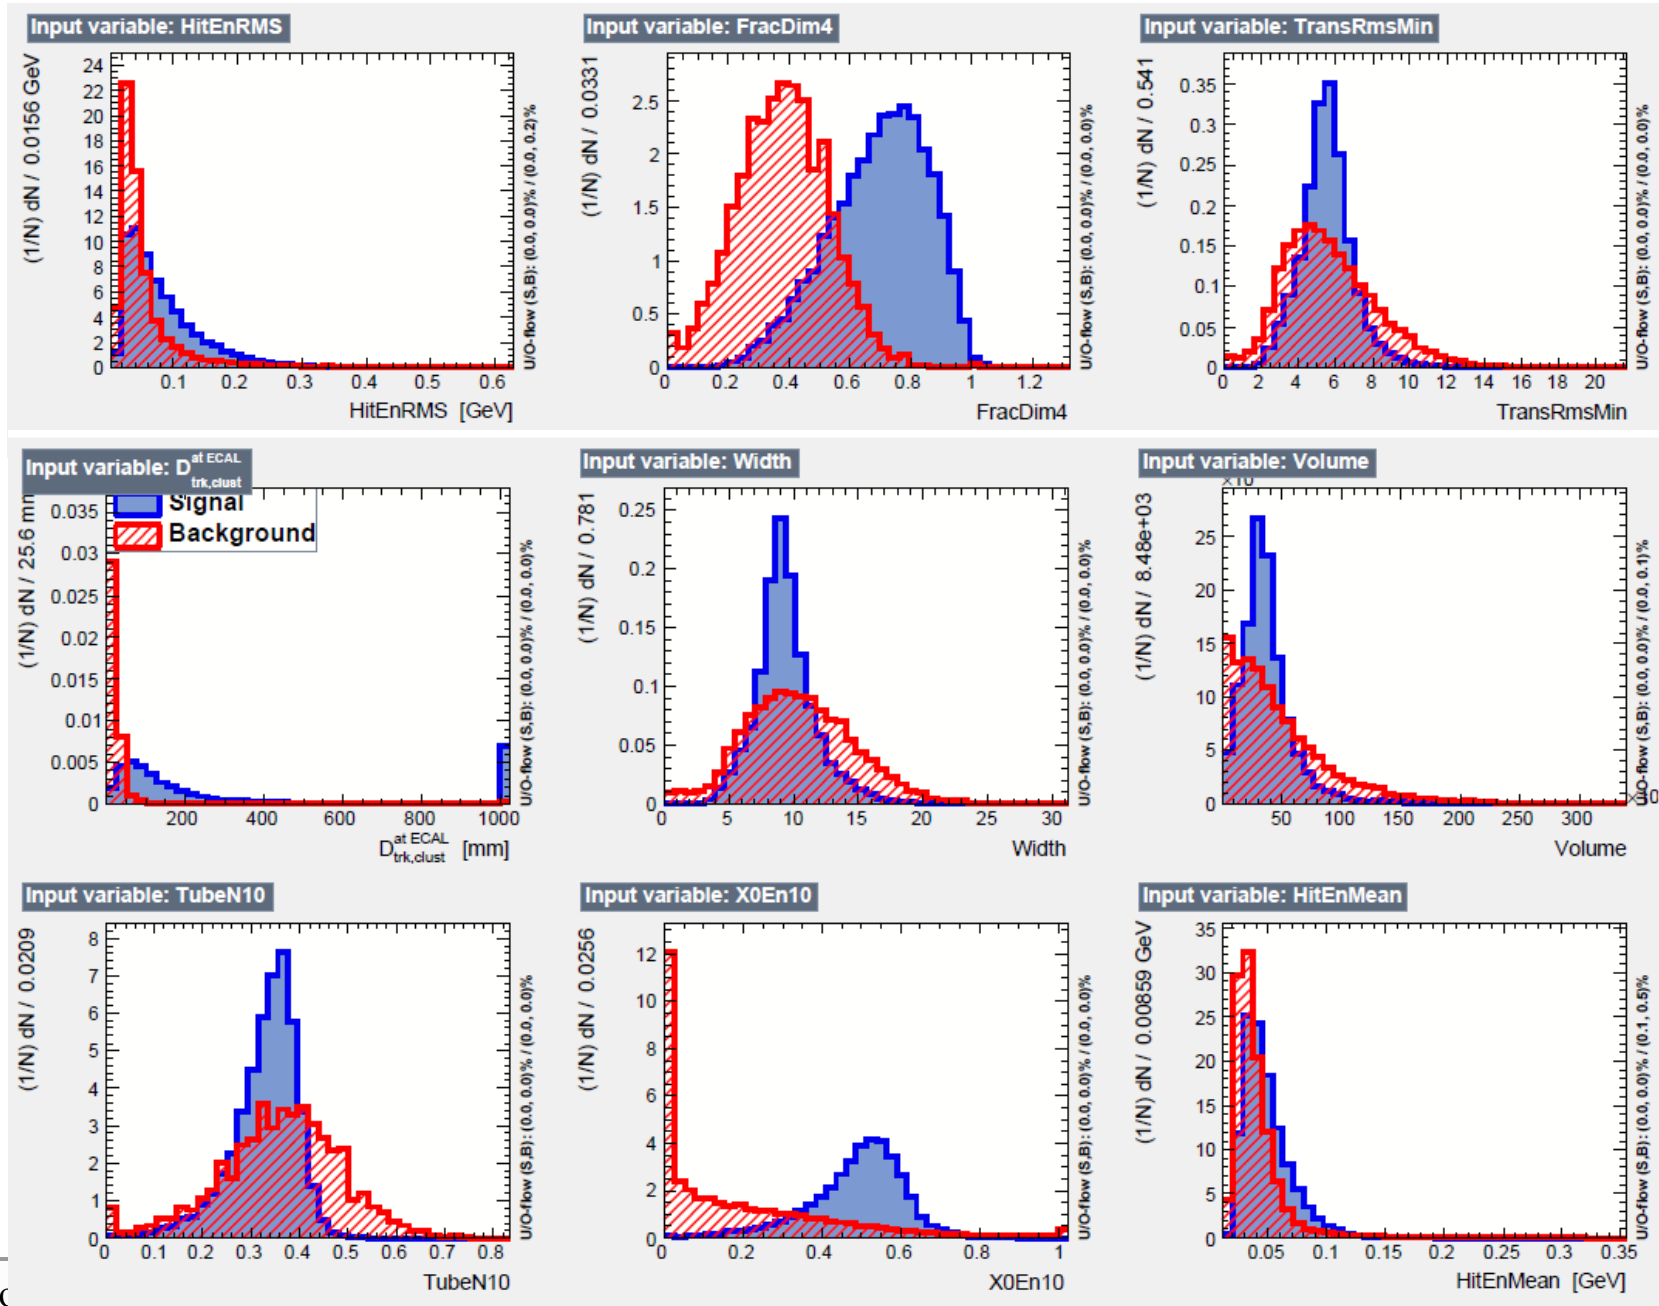 Input variable: HitEnRMS
(1/N) dN / 0.0156 GeV
24
22
20
18
16
14
12
10
8
6
4
2
0
0.1 0.2 0.3 0.4 0.5 0.6
HitEnRMS [GeV]
U/O-flow (S,B): (0.0, 0.0)% / (0.0, 0.2)%
Input variable: FracDim4
(1/N) dN / 0.0331
2.5
2
1.5
1
0.5
0
0 0.2 0.4 0.6 0.8 1 1.2
FracDim4
U/O-flow (S,B): (0.0, 0.0)% / (0.0, 0.0)%
Input variable: TransRmsMin
(1/N) dN / 0.541
0.35
0.3
0.25
0.2
0.15
0.1
0.05
0
0 2 4 6 8 10 12 14 16 18 20
TransRmsMin
U/O-flow (S,B): (0.0, 0.0)% / (0.0, 0.0)%
Input variable: D at ECAL trk,clust
Signal
Background
(1/N) dN / 25.6 mm
0.035
0.03
0.025
0.02
0.015
0.01
0.005
0
200 400 600 800 1000
D at ECAL trk,clust [mm]
U/O-flow (S,B): (0.0, 0.0)% / (0.0, 0.0)%
Input variable: Width
(1/N) dN / 0.781
0.25
0.2
0.15
0.1
0.05
0
0 5 10 15 20 25 30
Width
U/O-flow (S,B): (0.0, 0.0)% / (0.0, 0.0)%
Input variable: Volume
(1/N) dN / 8.48e+03
25
20
15
10
5
0
50 100 150 200 250 300
Volume
U/O-flow (S,B): (0.0, 0.0)% / (0.0, 0.1)%
Input variable: TubeN10
(1/N) dN / 0.0209
8
7
6
5
4
3
2
1
0
0 0.1 0.2 0.3 0.4 0.5 0.6 0.7 0.8
TubeN10
U/O-flow (S,B): (0.0, 0.0)% / (0.0, 0.0)%
Input variable: X0En10
(1/N) dN / 0.0256
12
10
8
6
4
2
0
0 0.2 0.4 0.6 0.8 1
X0En10
U/O-flow (S,B): (0.0, 0.0)% / (0.0, 0.0)%
Input variable: HitEnMean
(1/N) dN / 0.00859 GeV
35
30
25
20
15
10
5
0
0.05 0.1 0.15 0.2 0.25 0.3 0.35
HitEnMean [GeV]
U/O-flow (S,B): (0.0, 0.0)% / (0.1, 0.5)%